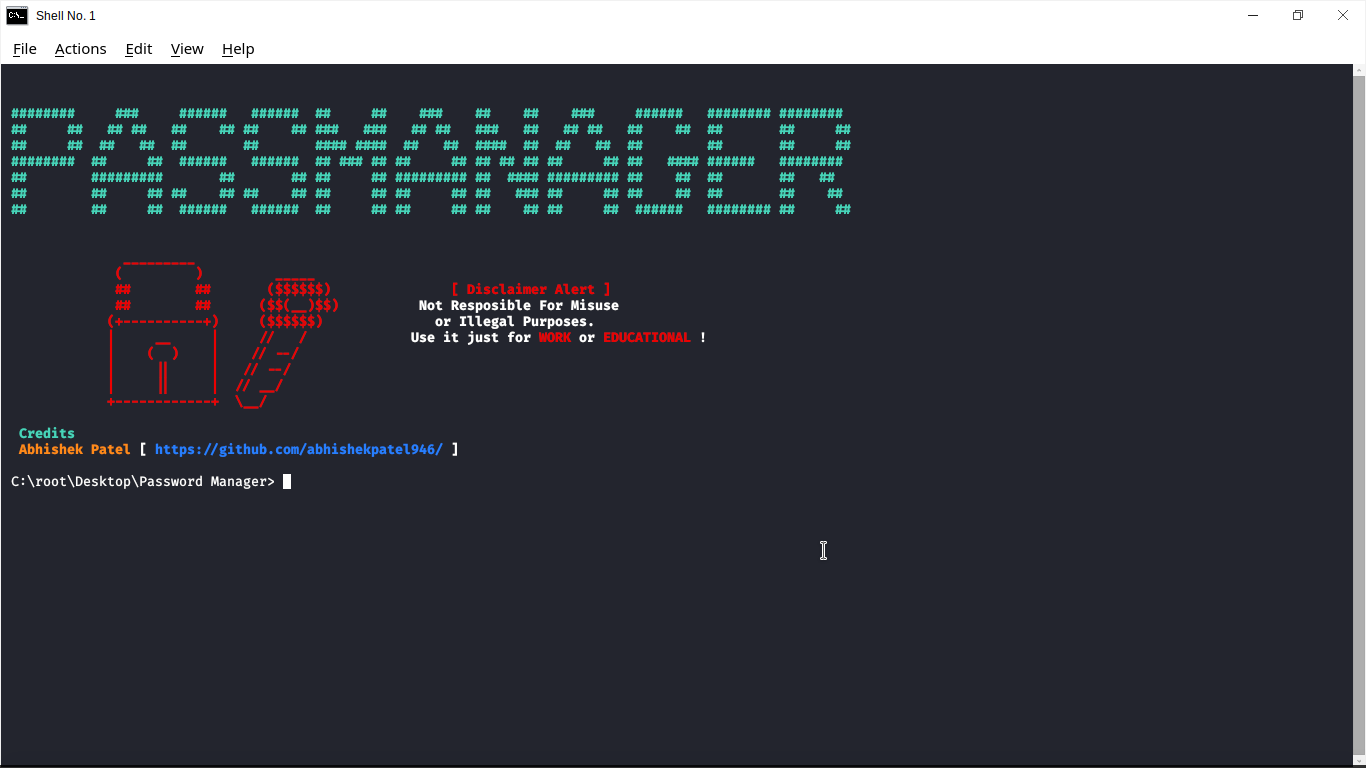 Shell No. 1
File Actions Edit View Help
PASSMANAGER
[ Disclaimer Alert ]
Not Resposible For Misuse
or Illegal Purposes.
Use it just for WORK or EDUCATIONAL !
Credits
Abhishek Patel [ https://github.com/abhishekpatel946/ ]
C:\root\Desktop\Password Manager>